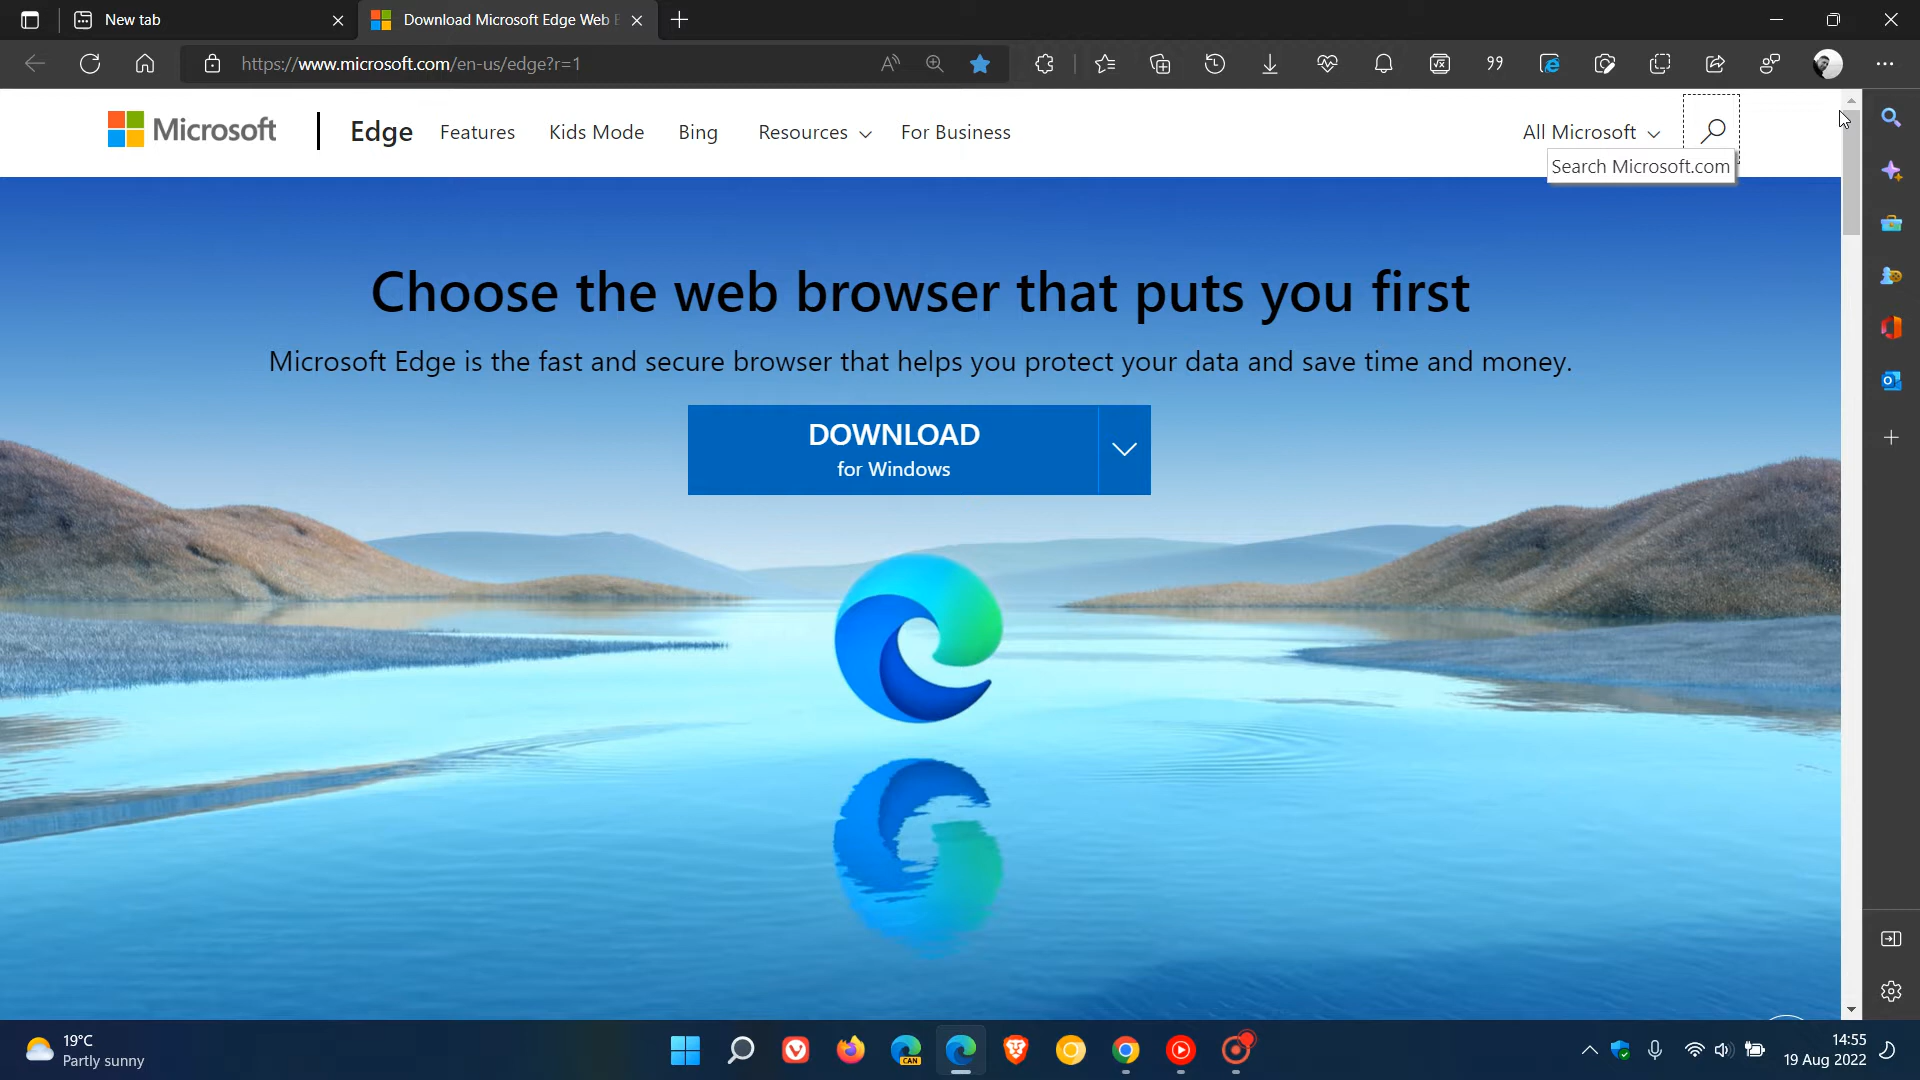 New tab
Download Microsoft Edge Web
https://www.microsoft.com/en-us/edge?r=1
Microsoft
Edge
Features
Kids Mode
Bing
Resources
For Business
All Microsoft
Search Microsoft.com
Choose the web browser that puts you first
Microsoft Edge is the fast and secure browser that helps you protect your data and save time and money.
DOWNLOAD
for Windows
19°C
Partly sunny
CAN
14:55
19 Aug 2022